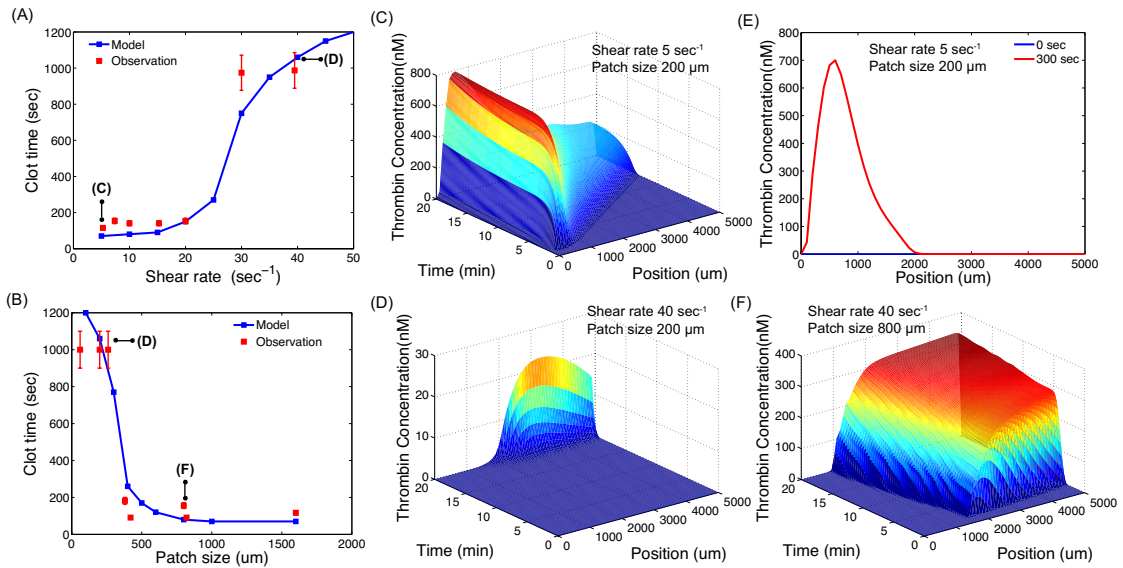 (A)
1200
1000
800
600
400
200
0
Clot time (sec)
Model
Observation
(D)
(C)
0 10 20 30 40 50
Shear rate (sec⁻¹)
(B)
1200
1000
800
600
400
200
0
Clot time (sec)
Model
Observation
(D)
(F)
0 500 1000 1500 2000
Patch size (um)
(C)
Shear rate 5 sec⁻¹
Patch size 200 µm
Thrombin Concentration(nM)
800
600
400
200
0
20
15
10
5
0
Time (min)
0
1000
2000
3000
4000
5000
Position (um)
(D)
Shear rate 40 sec⁻¹
Patch size 200 µm
Thrombin Concentration(nM)
30
20
10
0
20
15
10
5
0
Time (min)
0
1000
2000
3000
4000
5000
Position (um)
(E)
Shear rate 5 sec⁻¹
Patch size 200 µm
0 sec
300 sec
Thrombin Concentration(nM)
800
700
600
500
400
300
200
100
0
0 1000 2000 3000 4000 5000
Position (um)
(F)
Shear rate 40 sec⁻¹
Patch size 800 µm
Thrombin Concentration(nM)
400
300
200
100
0
20
15
10
5
0
Time (min)
0
1000
2000
3000
4000
5000
Position (um)